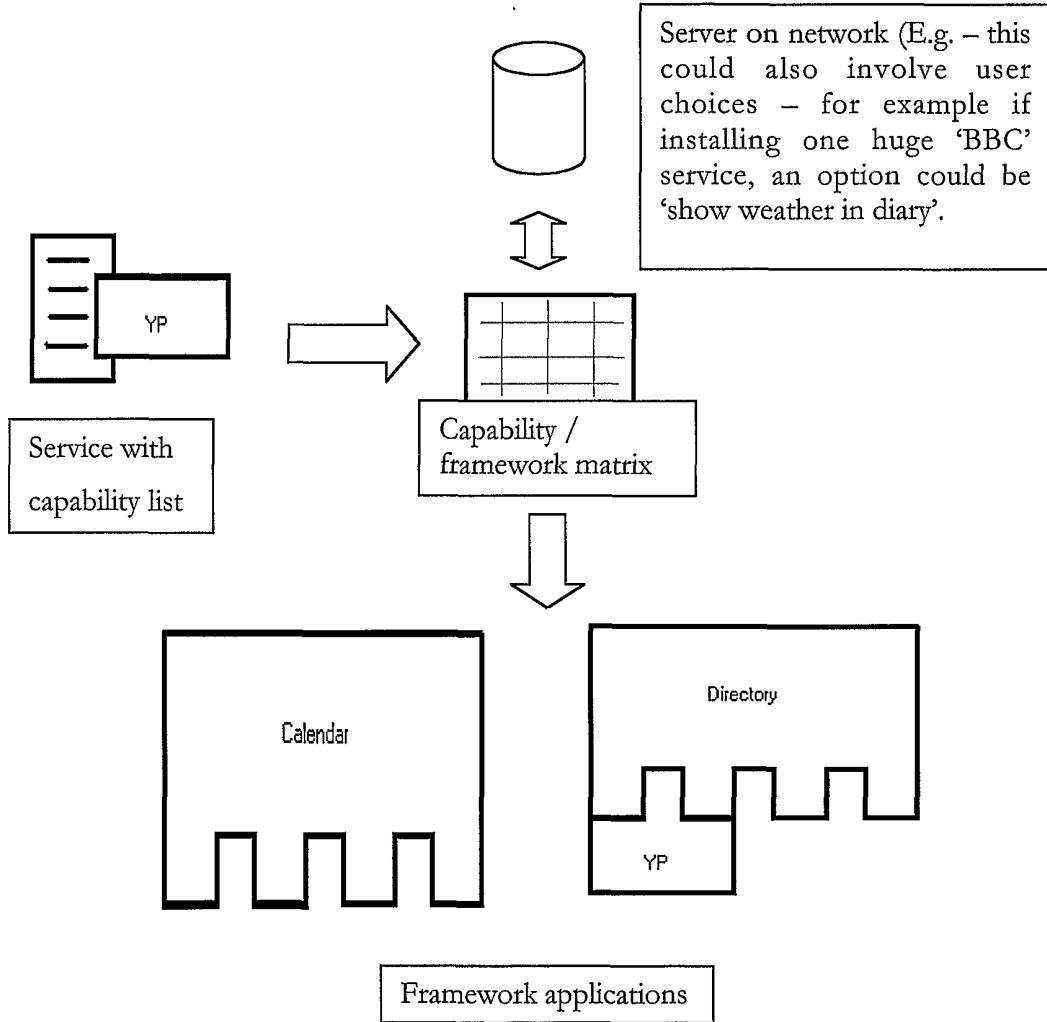 Server on network (E.g. – this
could also involve user
choices – for example if
installing one huge ‘BBC’
service, an option could be
‘show weather in diary’.
YP
Service with
capability list
Capability /
framework matrix
Calendar
Directory
YP
Framework applications